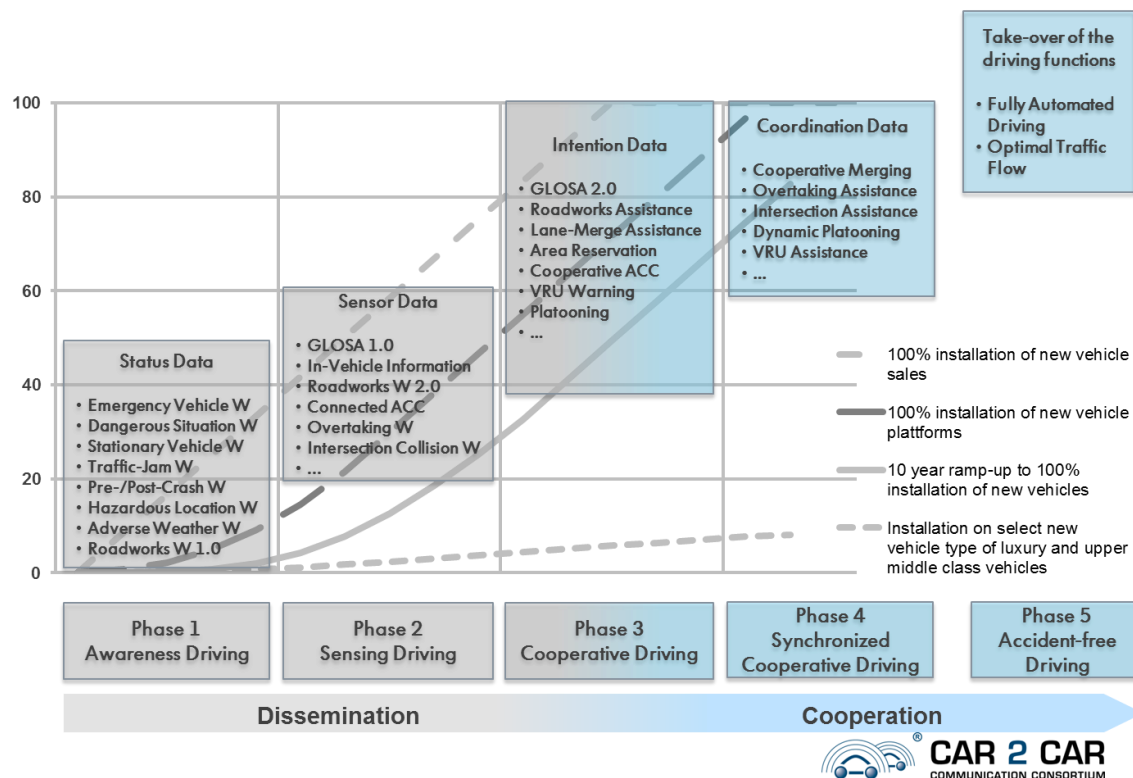 Take-over of the
driving functions
• Fully Automated
Driving
• Optimal Traffic
Flow
100
80
60
40
20
0
Status Data
• Emergency Vehicle W
• Dangerous Situation W
• Stationary Vehicle W
• Traffic-Jam W
• Pre-/Post-Crash W
• Hazardous Location W
• Adverse Weather W
• Roadworks W 1.0
Sensor Data
• GLOSA 1.0
• In-Vehicle Information
• Roadworks W 2.0
• Connected ACC
• Overtaking W
• Intersection Collision W
• ...
Intention Data
• GLOSA 2.0
• Roadworks Assistance
• Lane-Merge Assistance
• Area Reservation
• Cooperative ACC
• VRU Warning
• Platooning
• ...
Coordination Data
• Cooperative Merging
• Overtaking Assistance
• Intersection Assistance
• Dynamic Platooning
• VRU Assistance
• ...
100% installation of new vehicle
sales
100% installation of new vehicle
plattforms
10 year ramp-up to 100%
installation of new vehicles
Installation on select new
vehicle type of luxury and upper
middle class vehicles
Phase 1
Awareness Driving
Phase 2
Sensing Driving
Phase 3
Cooperative Driving
Phase 4
Synchronized
Cooperative Driving
Phase 5
Accident-free
Driving
Dissemination
Cooperation
® CAR 2 CAR
COMMUNICATION CONSORTIUM